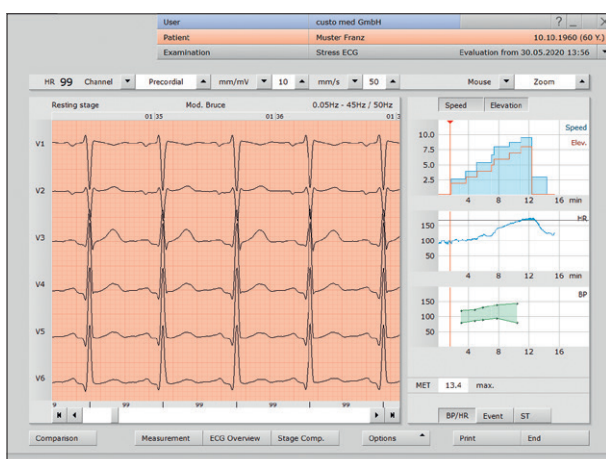 User custo med GmbH ? _ X
Patient Muster Franz 10.10.1960 (60 Y.)
Examination Stress ECG Evaluation from 30.05.2020 13:56
HR 99 Channel Precordial mm/mV 10 mm/s 50 Mouse Zoom
Resting stage Mod. Bruce 0.05Hz - 45Hz / 50Hz
01:35 01:36 01:3
V1
V2
V3
V4
V5
V6
9 99 99 99 99
Speed Elevation
Speed
Elev.
10.0
7.5
5.0
2.5
4 8 12 16 min
HR
150
100
50
4 8 12 16 min
BP
150
100
50
4 8 12 16
MET 13.4 max.
BP/HR Event ST
Comparison Measurement ECG Overview Stage Comp. Options Print End